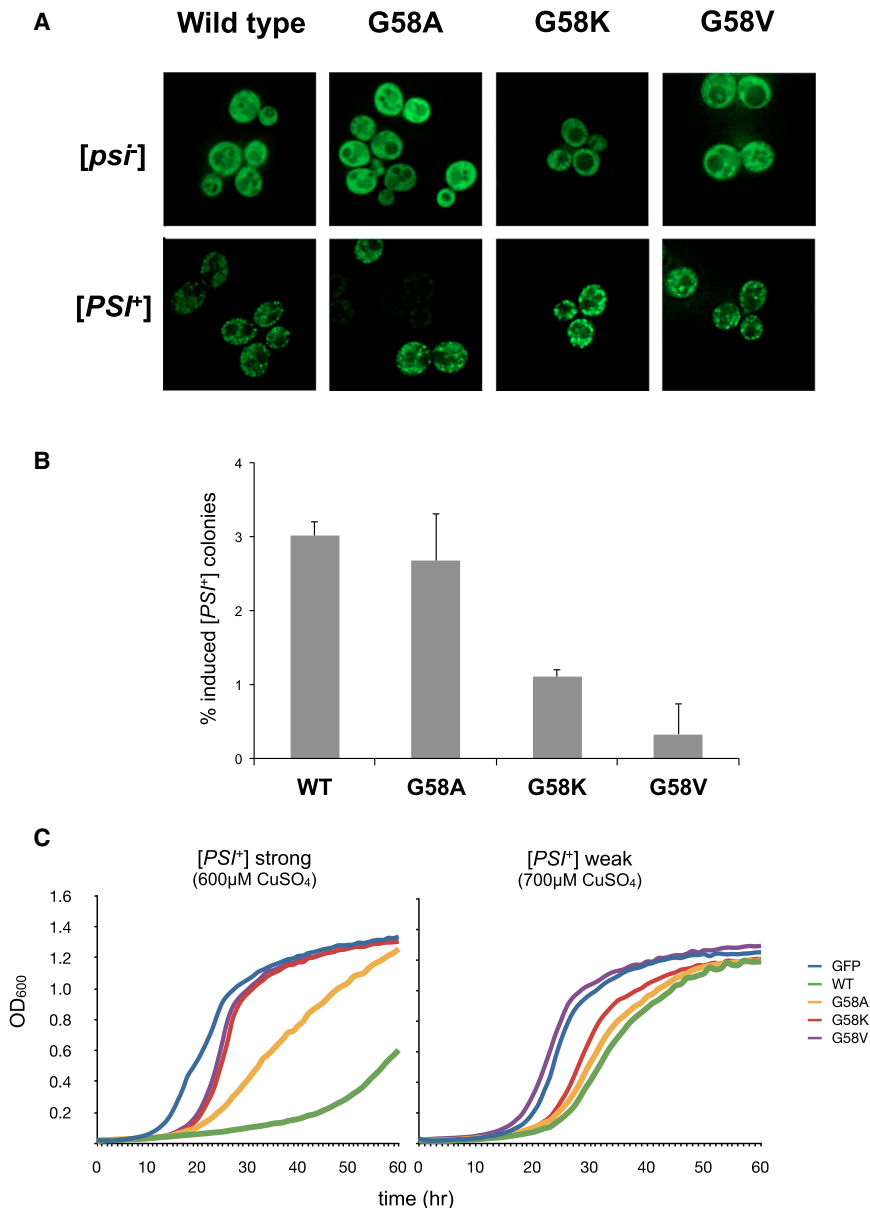 A
Wild type G58A G58K G58V
[psi-]
[PSI+]
B
% induced [PSI+] colonies
4
3
2
1
0
WT G58A G58K G58V
C
[PSI+] strong
(600µM CuSO₄)
[PSI+] weak
(700µM CuSO₄)
OD₆₀₀
1.6
1.4
1.2
1.0
0.8
0.6
0.4
0.2
0 10 20 30 40 50 60
0 10 20 30 40 50 60
time (hr)
GFP
WT
G58A
G58K
G58V